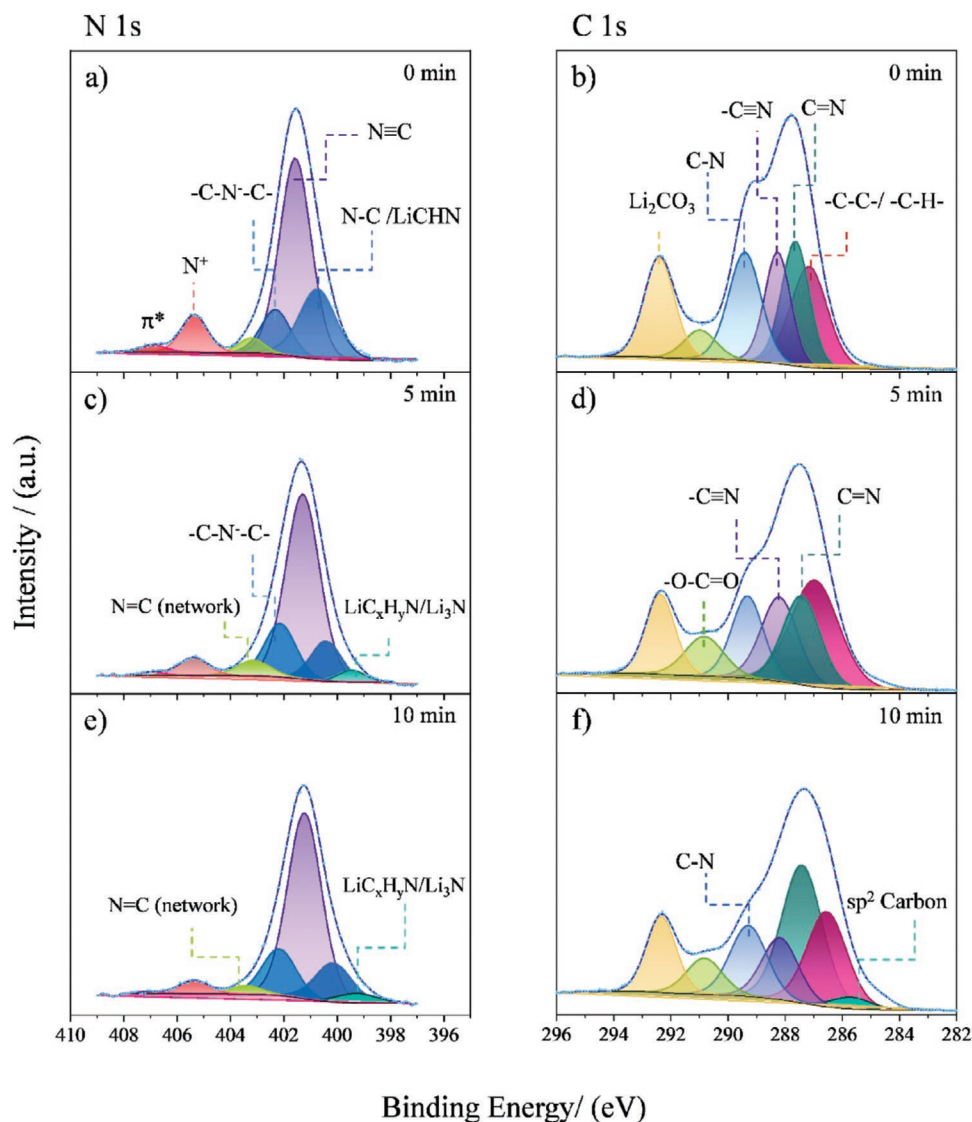 N 1s
C 1s
a)
0 min
N≡C
-C-N⁻-C-
N-C /LiCHN
N⁺
π*
b)
0 min
-C≡N
C=N
C-N
Li₂CO₃
-C-C-/ -C-H-
c)
5 min
-C-N⁻-C-
N=C (network)
LiCₓHᵧN/Li₃N
d)
5 min
-C≡N
C=N
-O-C=O
e)
10 min
N=C (network)
LiCₓHᵧN/Li₃N
f)
10 min
C-N
sp² Carbon
Intensity / (a.u.)
410 408 406 404 402 400 398 396
296 294 292 290 288 286 284 282
Binding Energy/ (eV)